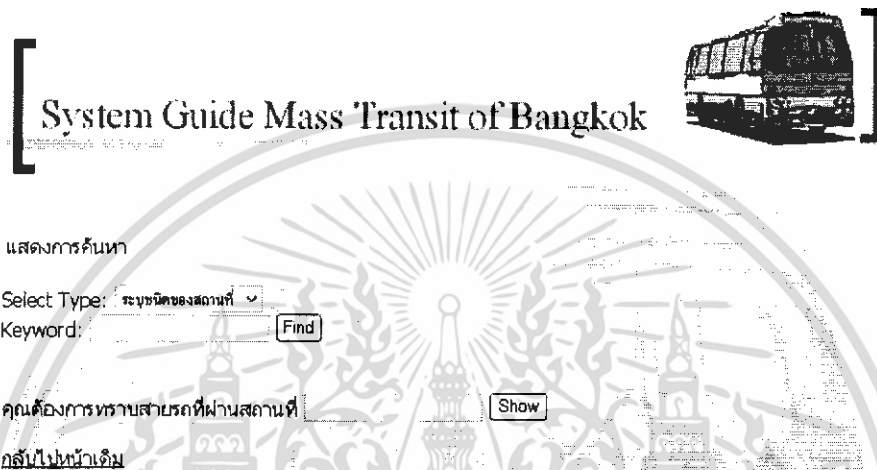 System Guide Mass Transit of Bangkok
แสดงการค้นหา
Select Type: ระบุชนิดของสถานที่
Keyword: Find
คุณต้องการทราบสายรถที่ผ่านสถานที่ Show
กลับไปหน้าเดิม